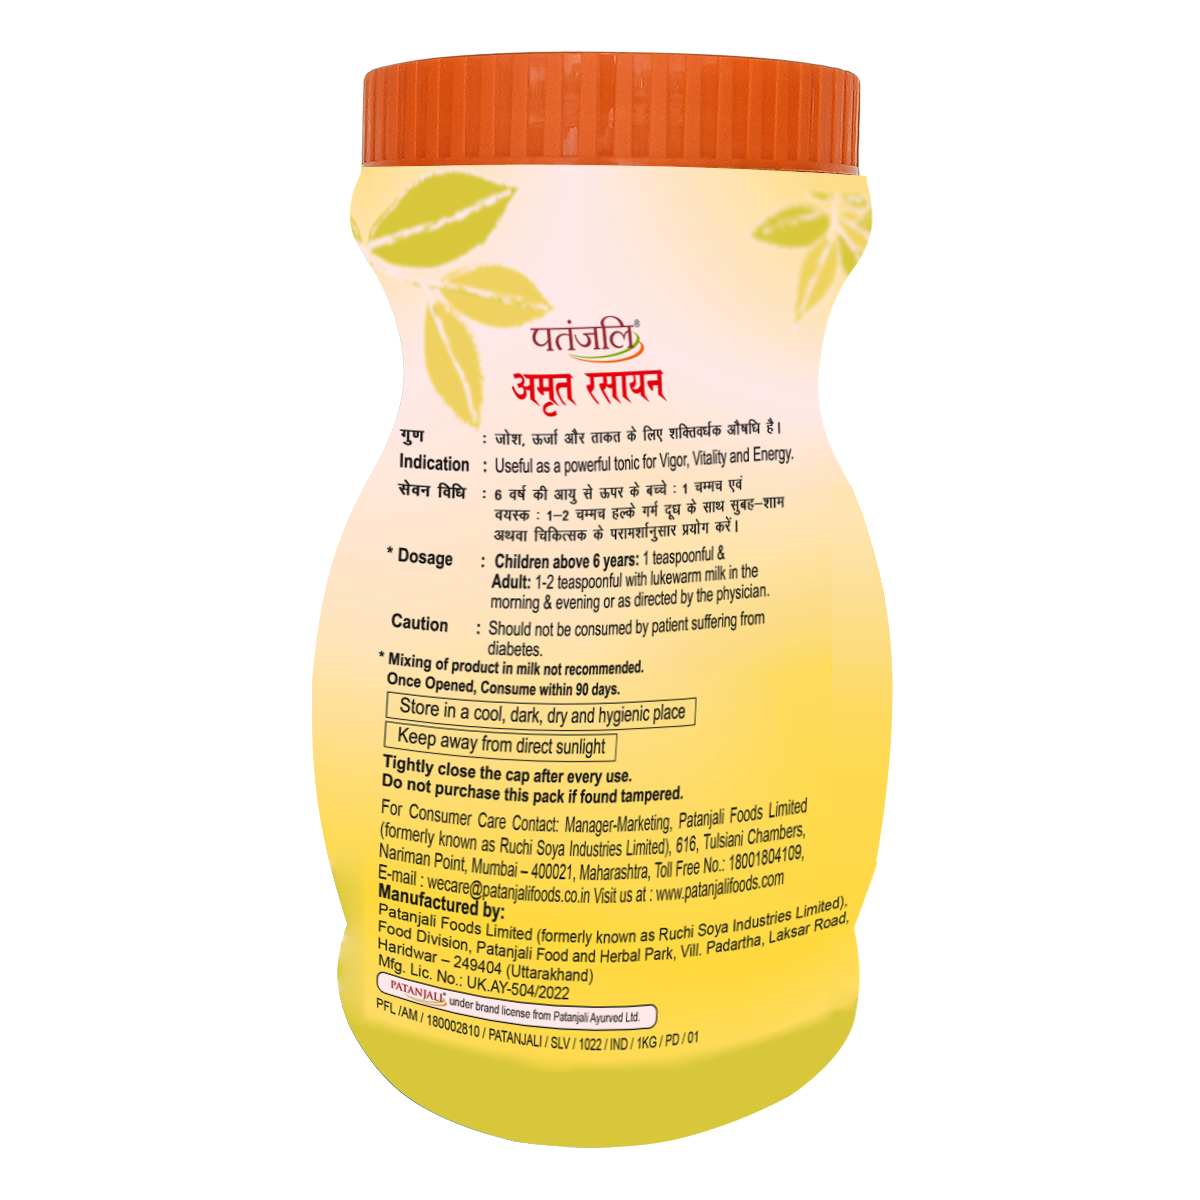 पतंजलि®
अमृत रसायन
गुण : जोश, ऊर्जा और ताकत के लिए शक्तिवर्धक औषधि है।
Indication : Useful as a powerful tonic for Vigor, Vitality and Energy.
सेवन विधि : 6 वर्ष की आयु से ऊपर के बच्चे : 1 चम्मच एवं
वयस्क : 1–2 चम्मच हल्के गर्म दूध के साथ सुबह–शाम
अथवा चिकित्सक के परामर्शानुसार प्रयोग करें।
* Dosage : Children above 6 years: 1 teaspoonful &
Adult: 1-2 teaspoonful with lukewarm milk in the
morning & evening or as directed by the physician.
Caution : Should not be consumed by patient suffering from
diabetes.
* Mixing of product in milk not recommended.
Once Opened, Consume within 90 days.
Store in a cool, dark, dry and hygienic place
Keep away from direct sunlight
Tightly close the cap after every use.
Do not purchase this pack if found tampered.
For Consumer Care Contact: Manager-Marketing, Patanjali Foods Limited
(formerly known as Ruchi Soya Industries Limited), 616, Tulsiani Chambers,
Nariman Point, Mumbai – 400021, Maharashtra, Toll Free No.: 18001804109,
E-mail : wecare@patanjalifoods.co.in Visit us at : www.patanjalifoods.com
Manufactured by:
Patanjali Foods Limited (formerly known as Ruchi Soya Industries Limited),
Food Division, Patanjali Food and Herbal Park, Vill. Padartha, Laksar Road,
Haridwar – 249404 (Uttarakhand)
Mfg. Lic. No.: UK.AY-504/2022
PATANJALI® under brand license from Patanjali Ayurved Ltd.
PFL /AM / 180002810 / PATANJALI / SLV / 1022 / IND / 1KG / PD / 01